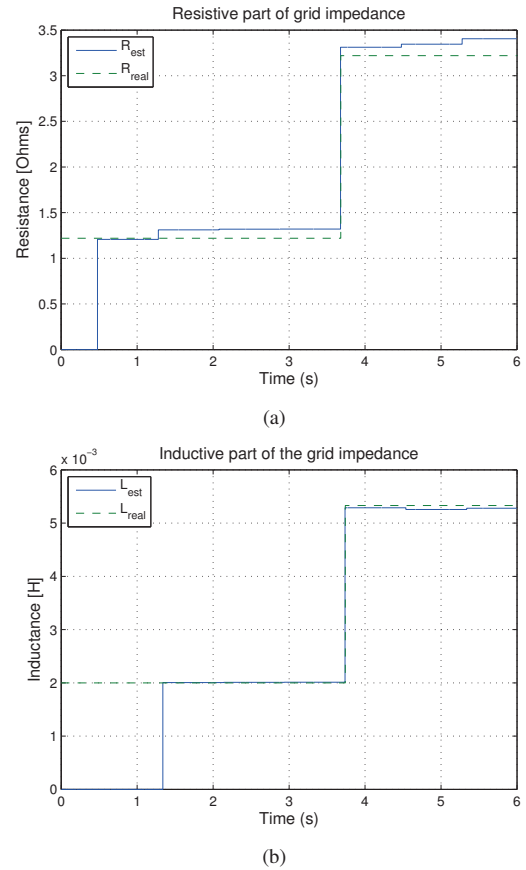 Resistive part of grid impedance
3.5
3
2.5
2
1.5
1
0.5
0
Resistance [Ohms]
R_est
R_real
0 1 2 3 4 5 6
Time (s)
(a)
x 10^-3
Inductive part of the grid impedance
6
5
4
3
2
1
0
Inductance [H]
L_est
L_real
0 1 2 3 4 5 6
Time (s)
(b)